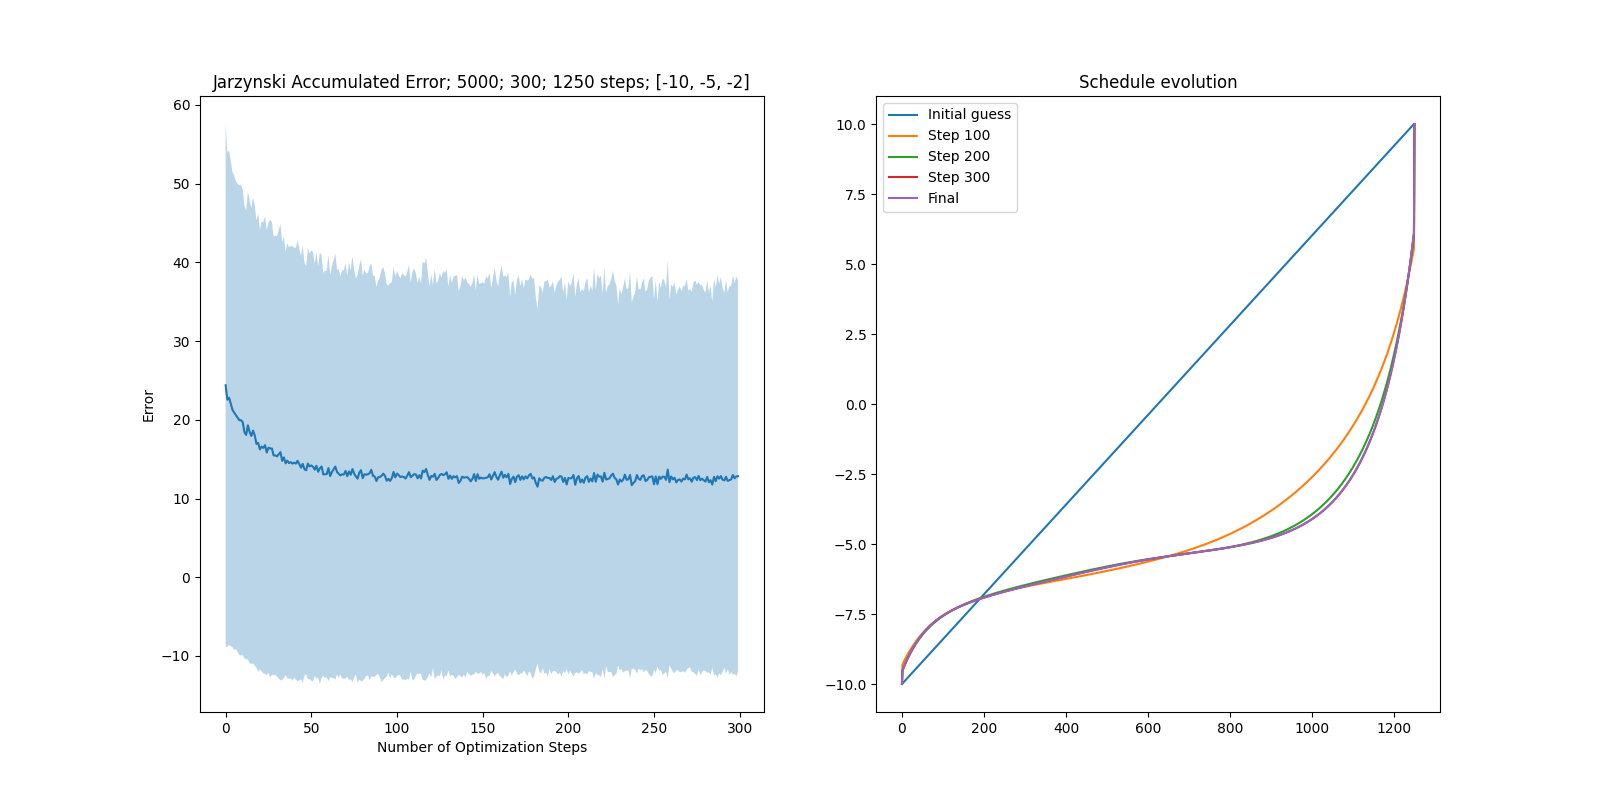 Jarzynski Accumulated Error; 5000; 300; 1250 steps; [-10, -5, -2]
60
50
40
30
20
10
0
−10
Error
0 50 100 150 200 250 300
Number of Optimization Steps
Schedule evolution
Initial guess
Step 100
Step 200
Step 300
Final
10.0
7.5
5.0
2.5
0.0
−2.5
−5.0
−7.5
−10.0
0 200 400 600 800 1000 1200